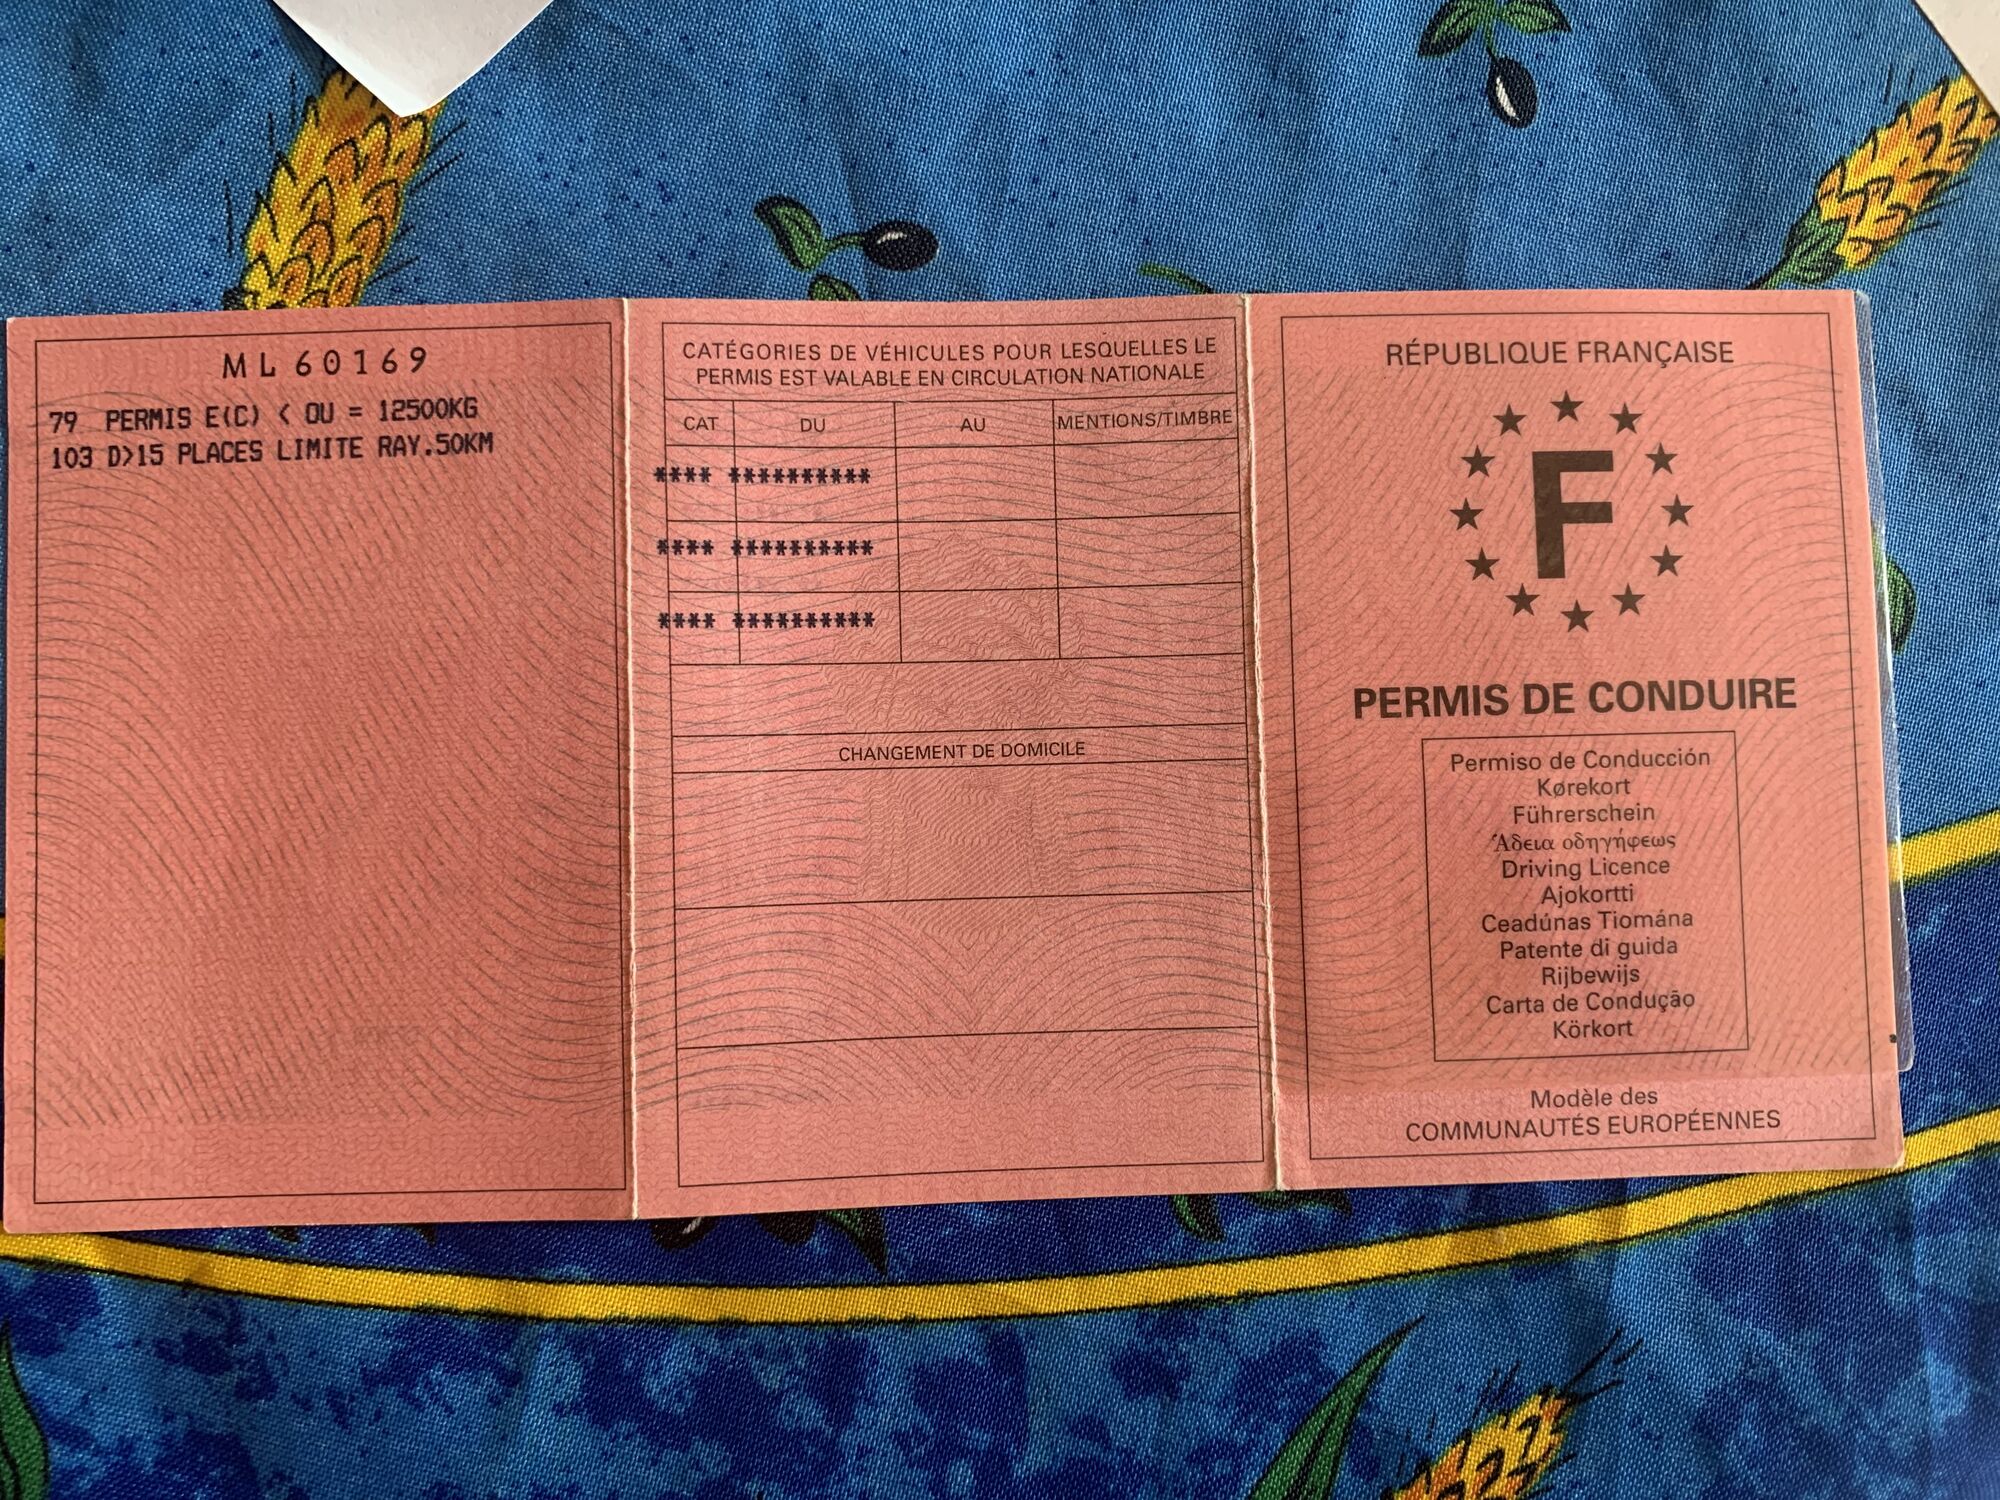 ML60169
79 PERMIS E(C) < OU = 12500KG
103 D>15 PLACES LIMITE RAY.50KM
CATÉGORIES DE VÉHICULES POUR LESQUELLES LE
PERMIS EST VALABLE EN CIRCULATION NATIONALE
CAT DU AU MENTIONS/TIMBRE
**** **********
**** **********
**** **********
CHANGEMENT DE DOMICILE
RÉPUBLIQUE FRANÇAISE
F
PERMIS DE CONDUIRE
Permiso de Conducción
Kørekort
Führerschein
Ἄδεια οδηγήφεως
Driving Licence
Ajokortti
Ceadúnas Tiomána
Patente di guida
Rijbewijs
Carta de Condução
Körkort
Modèle des
COMMUNAUTÉS EUROPÉENNES